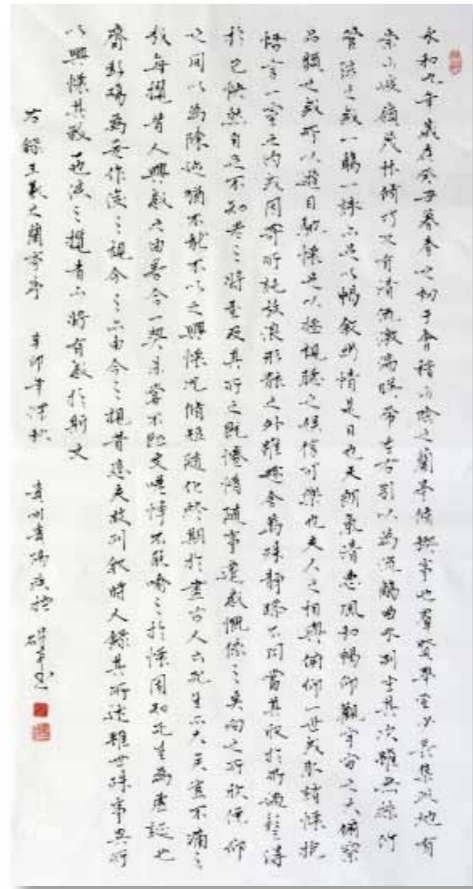 永和九年歲在癸丑暮春之初于會稽山陰之蘭亭脩禊事也羣賢畢至少長咸集此地有
崇山峻領茂林脩竹又有清流激湍暎帶左右引以為流觴曲水列坐其次雖無絲竹
管弦之盛一觴一詠亦足以暢敘幽情是日也天朗氣清惠風和暢仰觀宇宙之大俯察
品類之盛所以遊目騁懷足以極視聽之娛信可樂也夫人之相與俯仰一世或取諸懷抱
悟言一室之內或因寄所託放浪形骸之外雖趣舍萬殊靜躁不同當其欣於所遇暫得
於己快然自足不知老之將至及其所之既惓情隨事遷感慨係之矣向之所欣俛仰
之間以為陳迹猶不能不以之興懷況脩短隨化終期於盡古人云死生亦大矣豈不痛
哉每攬昔人興感之由若合一契未嘗不臨文嗟悼不能喻之於懷固知死生為虛誕
齊彭殤為妄作後之視今亦由今之視昔悲夫故列敘時人錄其所述雖世殊事異所
以興懷其致一也後之攬者亦將有感於斯文
右錄王羲之蘭亭序 辛卯年深秋 貴州貴陽